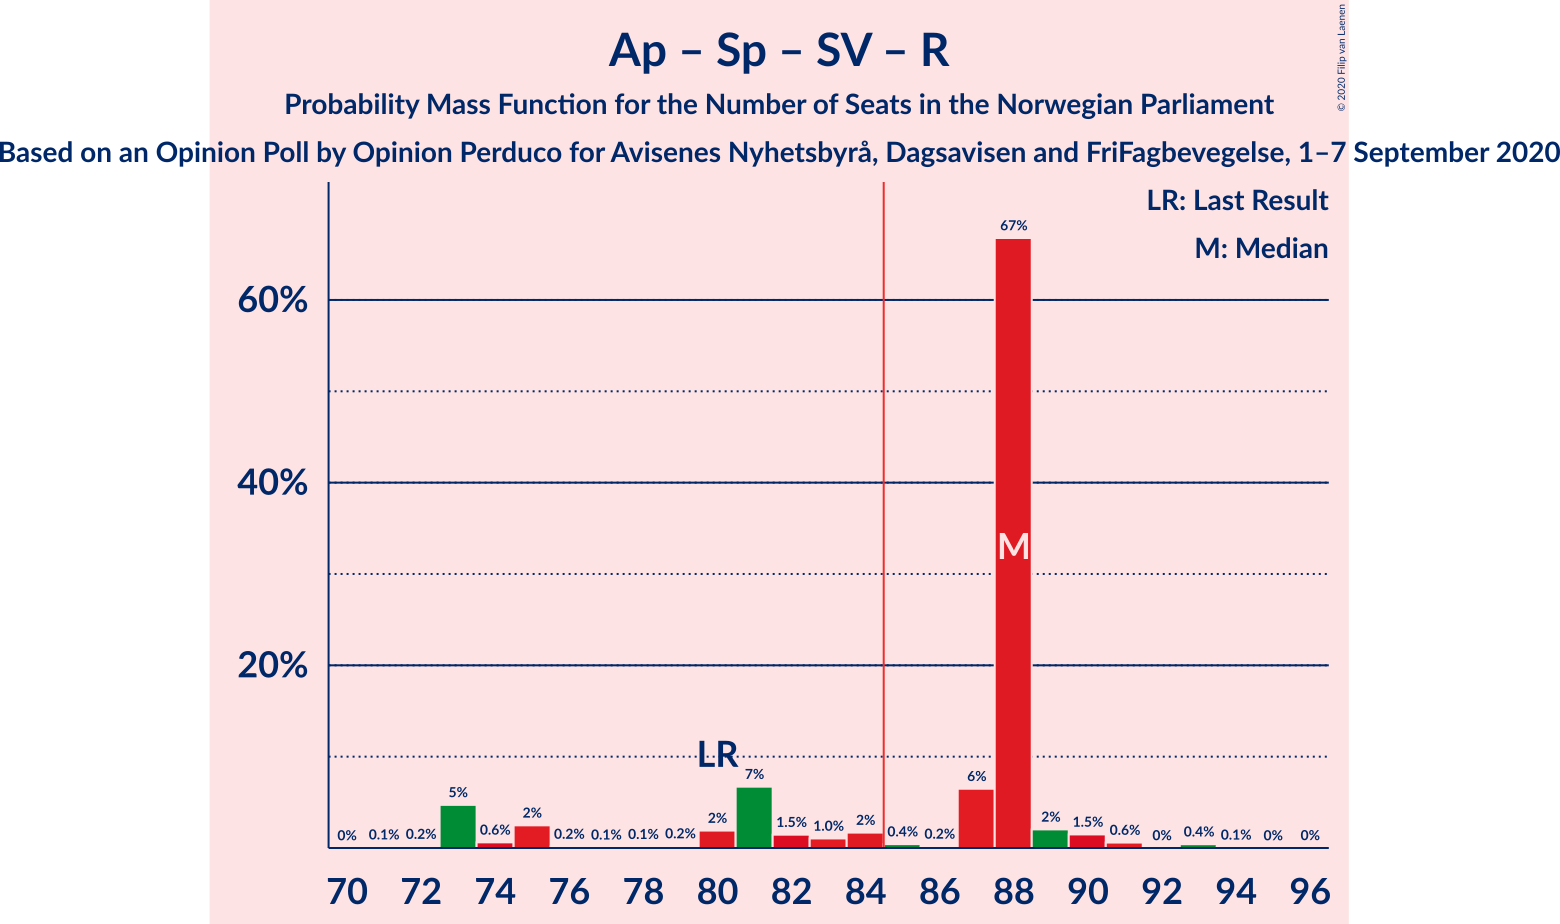 Ap – Sp – SV – R
Probability Mass Function for the Number of Seats in the Norwegian Parliament
Based on an Opinion Poll by Opinion Perduco for Avisenes Nyhetsbyrå, Dagsavisen and FriFagbevegelse, 1–7 September 2020
© 2020 Filip van Laenen
LR: Last Result
M: Median
67%
60%
40%
M
20%
LR
0% 0.1% 0.2% 5% 0.6% 2% 0.2% 0.1% 0.1% 0.2% 2% 7% 1.5% 1.0% 2% 0.4% 0.2% 6% 2% 1.5% 0.6% 0% 0.4% 0.1% 0% 0%
70 72 74 76 78 80 82 84 86 88 90 92 94 96